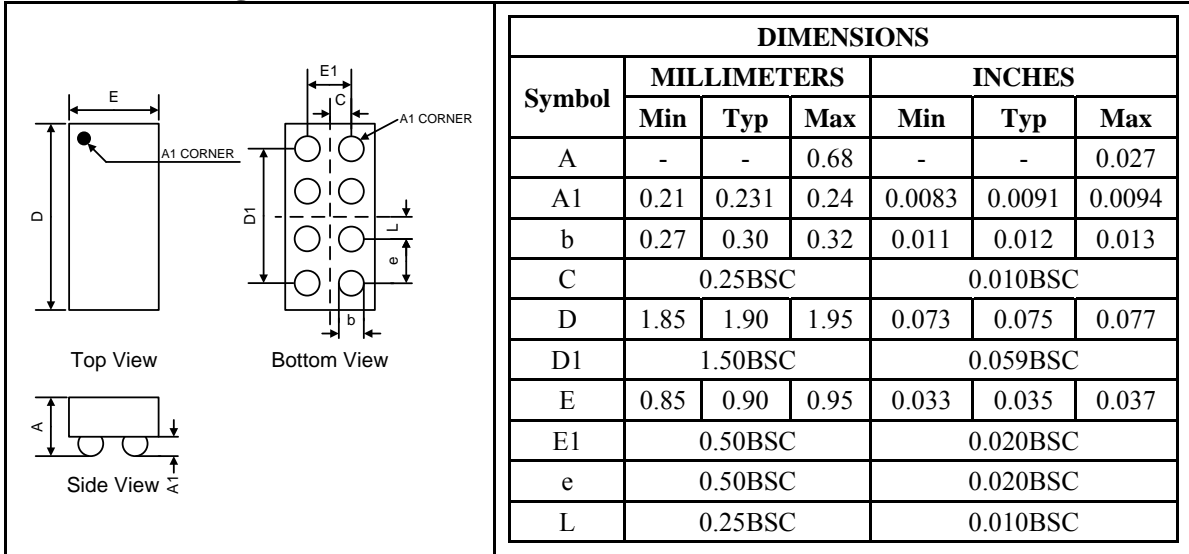 E
A1 CORNER
D
Top View
E1
C
A1 CORNER
D1
L
e
b
Bottom View
A
A1
Side View
DIMENSIONS
Symbol MILLIMETERS INCHES
Min Typ Max Min Typ Max
A - - 0.68 - - 0.027
A1 0.21 0.231 0.24 0.0083 0.0091 0.0094
b 0.27 0.30 0.32 0.011 0.012 0.013
C 0.25BSC 0.010BSC
D 1.85 1.90 1.95 0.073 0.075 0.077
D1 1.50BSC 0.059BSC
E 0.85 0.90 0.95 0.033 0.035 0.037
E1 0.50BSC 0.020BSC
e 0.50BSC 0.020BSC
L 0.25BSC 0.010BSC